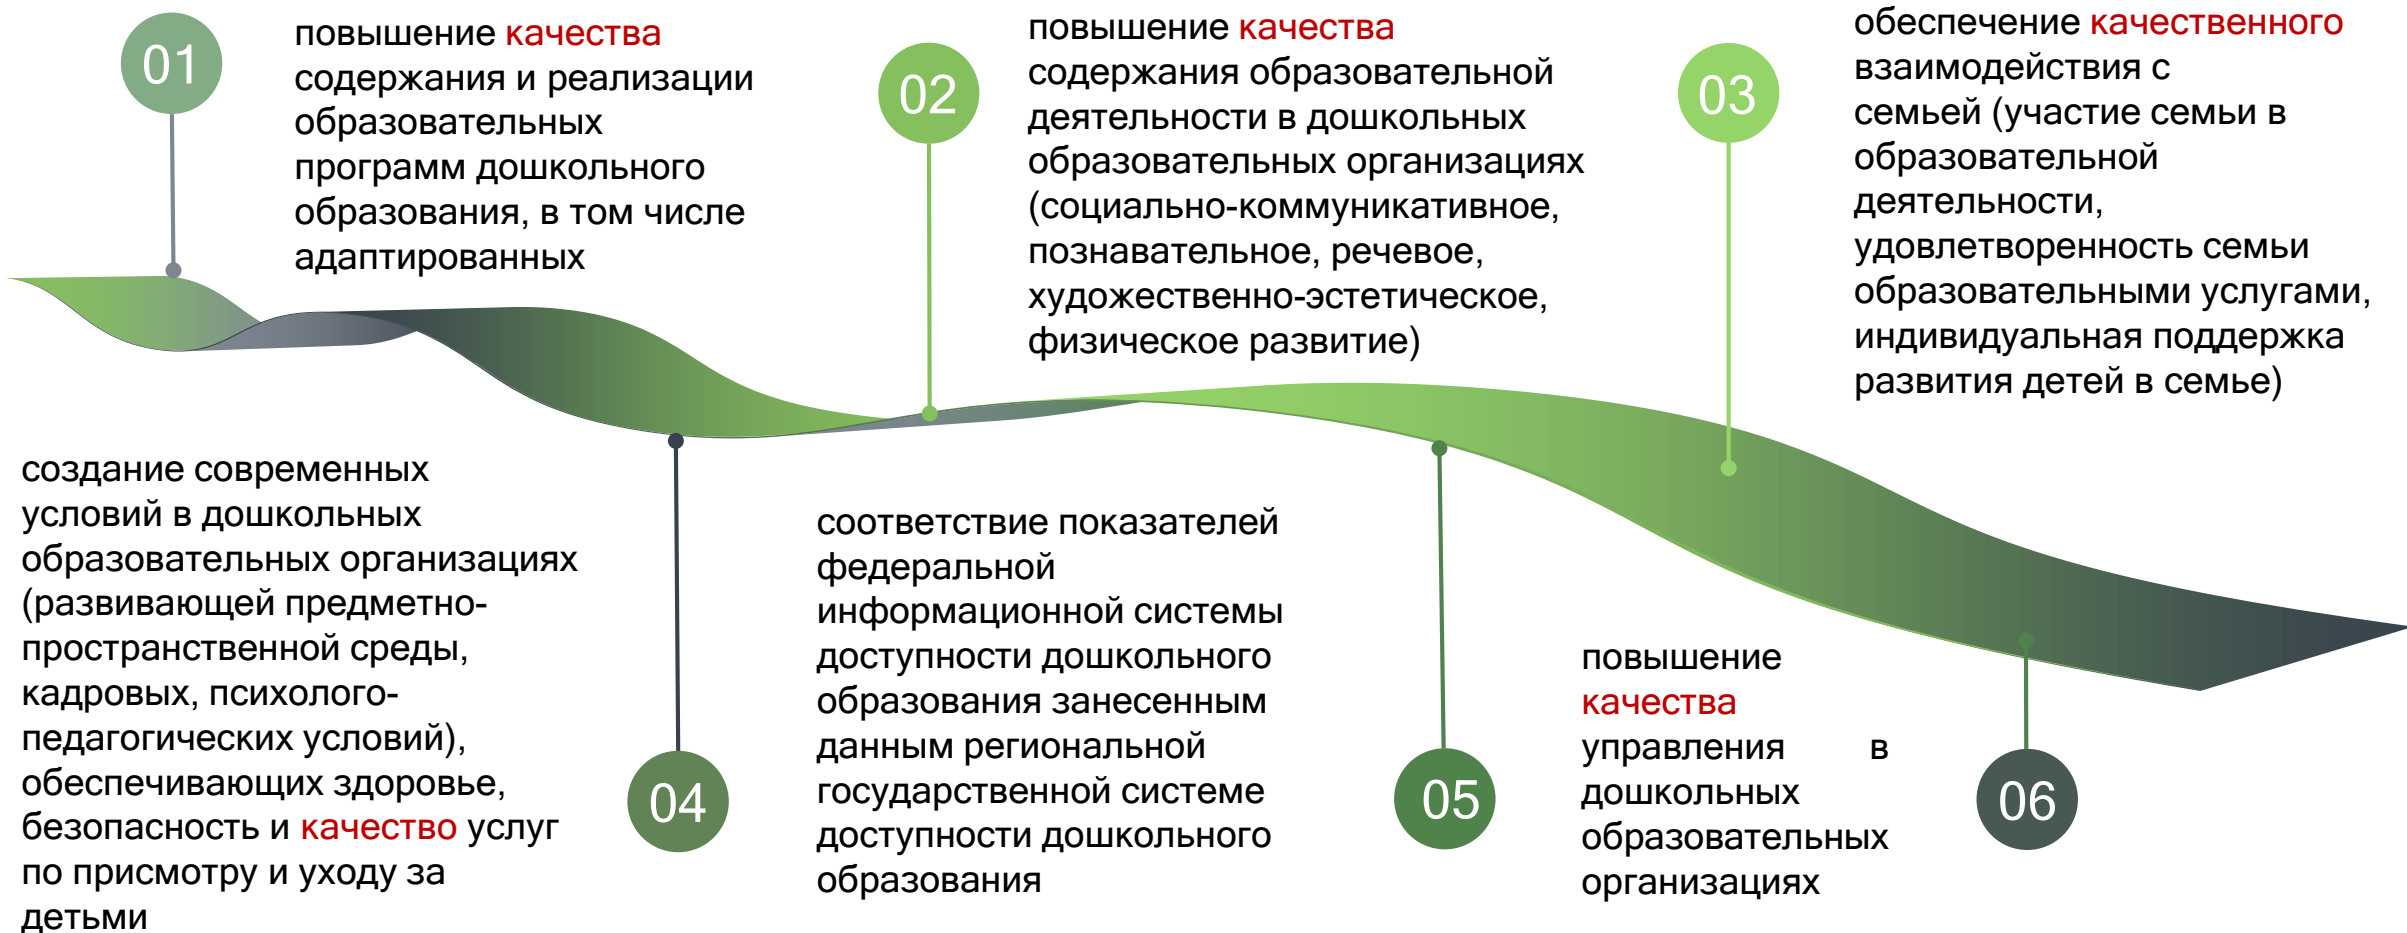 01
повышение качества
содержания и реализации
образовательных
программ дошкольного
образования, в том числе
адаптированных
02
повышение качества
содержания образовательной
деятельности в дошкольных
образовательных организациях
(социально-коммуникативное,
познавательное, речевое,
художественно-эстетическое,
физическое развитие)
03
обеспечение качественного
взаимодействия с
семьей (участие семьи в
образовательной
деятельности,
удовлетворенность семьи
образовательными услугами,
индивидуальная поддержка
развития детей в семье)
создание современных
условий в дошкольных
образовательных организациях
(развивающей предметно-
пространственной среды,
кадровых, психолого-
педагогических условий),
обеспечивающих здоровье,
безопасность и качество услуг
по присмотру и уходу за
детьми
04
соответствие показателей
федеральной
информационной системы
доступности дошкольного
образования занесенным
данным региональной
государственной системе
доступности дошкольного
образования
05
повышение
качества
управления в
дошкольных
образовательных
организациях
06